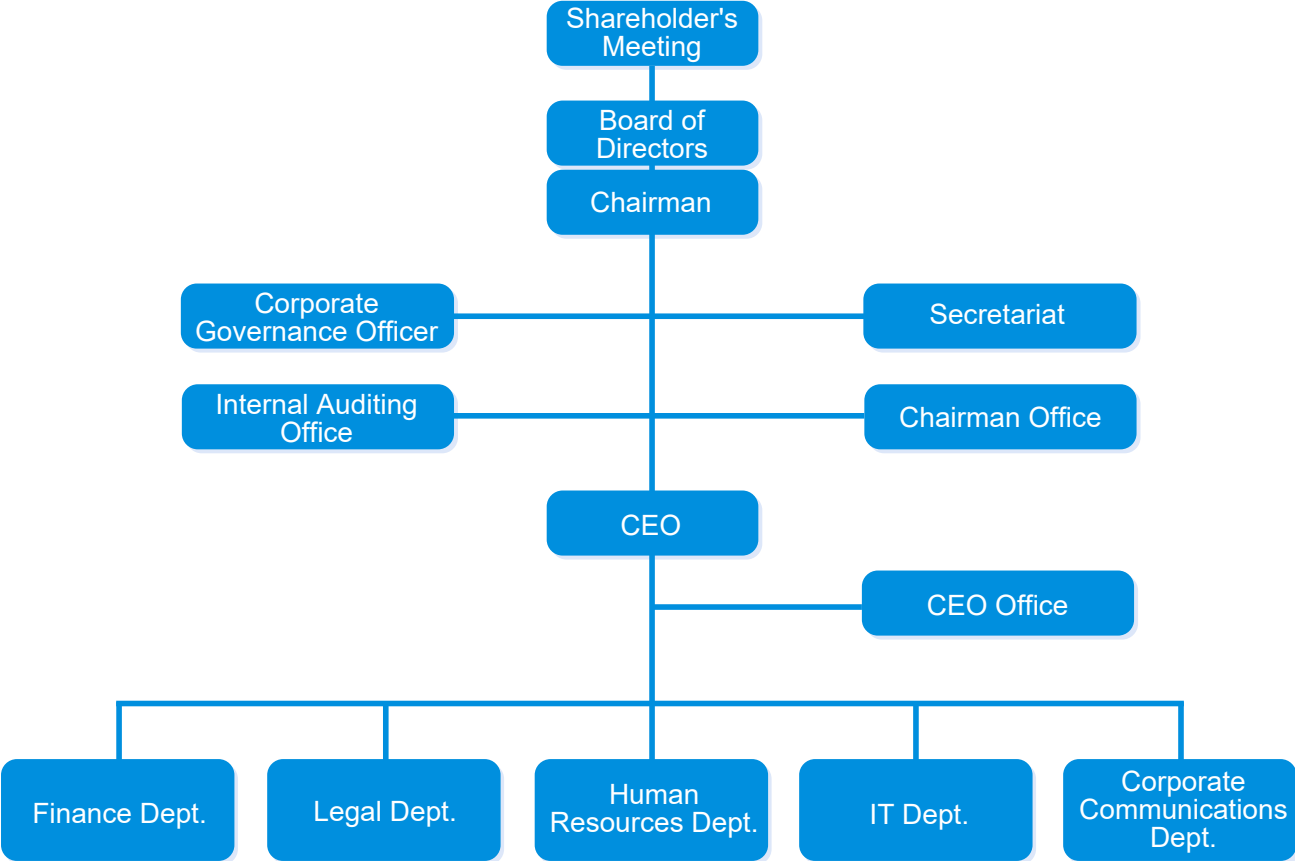 Shareholder's
Meeting
Board of
Directors
Chairman
Corporate
Governance Officer
Secretariat
Internal Auditing
Office
Chairman Office
CEO
CEO Office
Finance Dept.
Legal Dept.
Human
Resources Dept.
IT Dept.
Corporate
Communications
Dept.